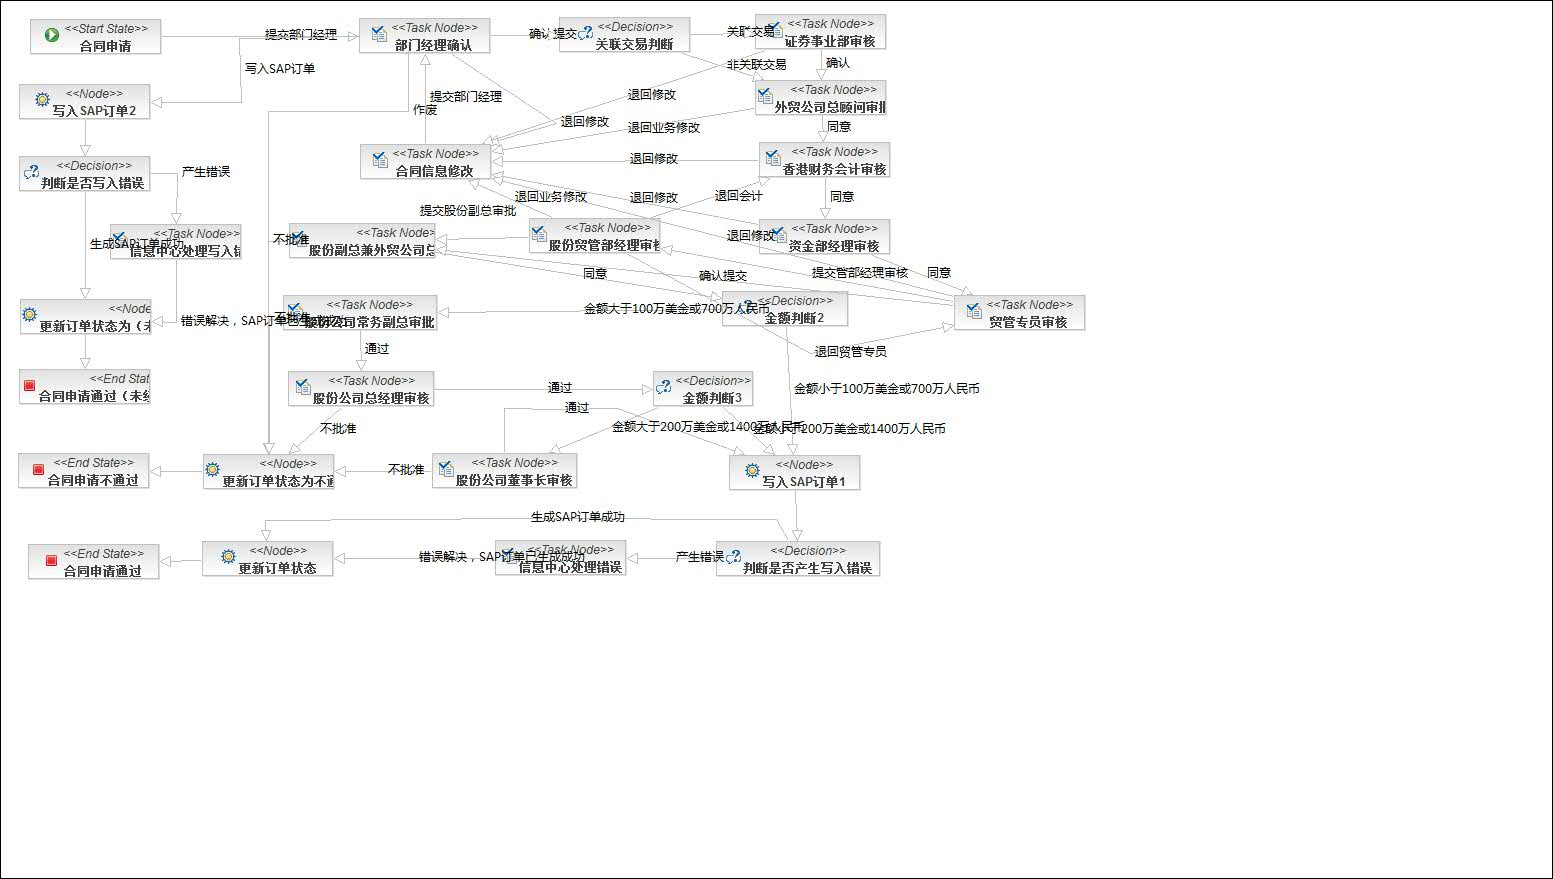 <<Start State>>
合同申请
提交部门经理
<<Task Node>>
部门经理确认
确认提交
<<Decision>>
关联交易判断
关联交易
<<Task Node>>
证券事业部审核
写入SAP订单
非关联交易
确认
<<Node>>
写入SAP订单2
提交部门经理
作废
退回修改
<<Task Node>>
外贸公司总顾问审批
退回修改
退回业务修改
同意
<<Decision>>
判断是否写入错误
产生错误
<<Task Node>>
合同信息修改
退回修改
<<Task Node>>
香港财务会计审核
退回业务修改
退回修改
退回会计
同意
提交股份副总审批
生成SAP订单成功
<<Task Node>>
信息中心处理写入错
不批准
<<Task Node>>
股份副总兼外贸公司总
<<Task Node>>
股份贸管部经理审核
退回修改
<<Task Node>>
资金部经理审核
同意
确认提交
提交管部经理审核
同意
<<Node
更新订单状态为（未
错误解决，SAP订单已生成成功
不批准
<<Task Node>>
股份公司常务副总审批
金额大于100万美金或700万人民币
<<Decision>>
金额判断2
<<Task Node>>
贸管专员审核
通过
退回贸管专员
<<End Stat
合同申请通过（未纟
<<Task Node>>
股份公司总经理审核
通过
<<Decision>>
金额判断3
金额小于100万美金或700万人民币
通过
不批准
金额大于200万美金或1400万人民币
金额小于200万美金或1400万人民币
<<End State>>
合同申请不通过
<<Node>>
更新订单状态为不通
不批准
<<Task Node>>
股份公司董事长审核
<<Node>>
写入SAP订单1
生成SAP订单成功
<<End State>>
合同申请通过
<<Node>>
更新订单状态
错误解决，SAP订单已生成成功
<<Task Node>>
信息中心处理错误
产生错误
<<Decision>>
判断是否产生写入错误